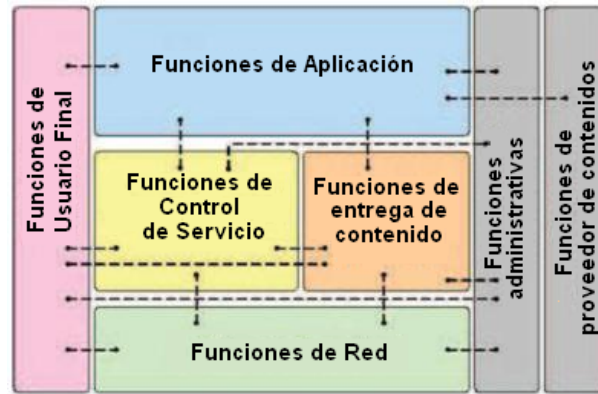 Funciones de
Usuario Final
Funciones de Aplicación
Funciones de
Control
de Servicio
Funciones de
entrega de
contenido
Funciones de Red
Funciones
administrativas
Funciones de
proveedor de contenidos